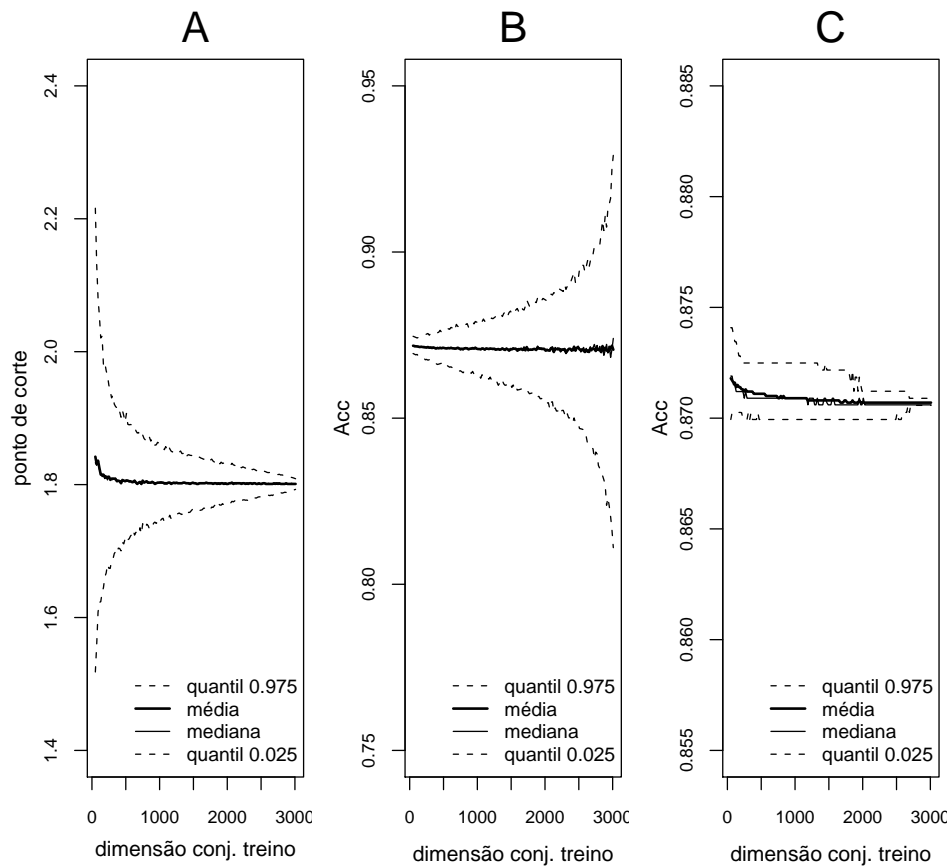 A
ponto de corte
2.4
2.2
2.0
1.8
1.6
1.4
quantil 0.975
média
mediana
quantil 0.025
0
1000
2000
3000
dimensão conj. treino
B
Acc
0.95
0.90
0.85
0.80
0.75
quantil 0.975
média
mediana
quantil 0.025
0
1000
2000
3000
dimensão conj. treino
C
Acc
0.885
0.880
0.875
0.870
0.865
0.860
0.855
quantil 0.975
média
mediana
quantil 0.025
0
1000
2000
3000
dimensão conj. treino